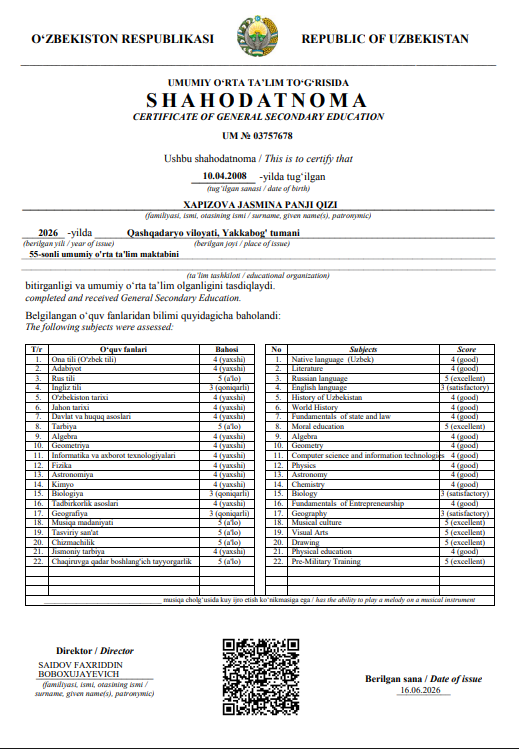 O‘ZBEKISTON RESPUBLIKASI REPUBLIC OF UZBEKISTAN
UMUMIY O‘RTA TA’LIM TO‘G‘RISIDA
SHAHODATNOMA
CERTIFICATE OF GENERAL SECONDARY EDUCATION
UM № 03757678
Ushbu shahodatnoma / This is to certify that
10.04.2008 -yilda tug‘ilgan
(tug‘ilgan sanasi / date of birth)
XAPIZOVA JASMINA PANJI QIZI
(familiyasi, ismi, otasining ismi / surname, given name(s), patronymic)
2026 -yilda Qashqadaryo viloyati, Yakkabog' tumani
(berilgan yili / year of issue) (berilgan joyi / place of issue)
55-sonli umumiy o'rta ta’lim maktabini
(ta’lim tashkiloti / educational organization)
bitirganligi va umumiy o‘rta ta’lim olganligini tasdiqlaydi.
completed and received General Secondary Education.
Belgilangan o‘quv fanlaridan bilimi quyidagicha baholandi:
The following subjects were assessed:
T/r O‘quv fanlari Bahosi No Subjects Score
1. Ona tili (O'zbek tili) 4 (yaxshi) 1. Native language (Uzbek) 4 (good)
2. Adabiyot 4 (yaxshi) 2. Literature 4 (good)
3. Rus tili 5 (a'lo) 3. Russian language 5 (excellent)
4. Ingliz tili 3 (qoniqarli) 4. English language 3 (satisfactory)
5. O'zbekiston tarixi 4 (yaxshi) 5. History of Uzbekistan 4 (good)
6. Jahon tarixi 4 (yaxshi) 6. World History 4 (good)
7. Davlat va huquq asoslari 4 (yaxshi) 7. Fundamentals of state and law 4 (good)
8. Tarbiya 5 (a'lo) 8. Moral education 5 (excellent)
9. Algebra 4 (yaxshi) 9. Algebra 4 (good)
10. Geometriya 4 (yaxshi) 10. Geometry 4 (good)
11. Informatika va axborot texnologiyalari 4 (yaxshi) 11. Computer science and information technologies 4 (good)
12. Fizika 4 (yaxshi) 12. Physics 4 (good)
13. Astronomiya 4 (yaxshi) 13. Astronomy 4 (good)
14. Kimyo 4 (yaxshi) 14. Chemistry 4 (good)
15. Biologiya 3 (qoniqarli) 15. Biology 3 (satisfactory)
16. Tadbirkorlik asoslari 4 (yaxshi) 16. Fundamentals of Entrepreneurship 4 (good)
17. Geografiya 3 (qoniqarli) 17. Geography 3 (satisfactory)
18. Musiqa madaniyati 5 (a'lo) 18. Musical culture 5 (excellent)
19. Tasviriy san'at 5 (a'lo) 19. Visual Arts 5 (excellent)
20. Chizmachilik 5 (a'lo) 20. Drawing 5 (excellent)
21. Jismoniy tarbiya 4 (yaxshi) 21. Physical education 4 (good)
22. Chaqiruvga qadar boshlang'ich tayyorgarlik 5 (a'lo) 22. Pre-Military Training 5 (excellent)
musiqa cholg‘usida kuy ijro etish ko‘nikmasiga ega / has the ability to play a melody on a musical instrument
Direktor / Director
SAIDOV FAXRIDDIN
BOBOXUJAYEVICH
(familiyasi, ismi, otasining ismi /
surname, given name(s), patronymic)
Berilgan sana / Date of issue
16.06.2026